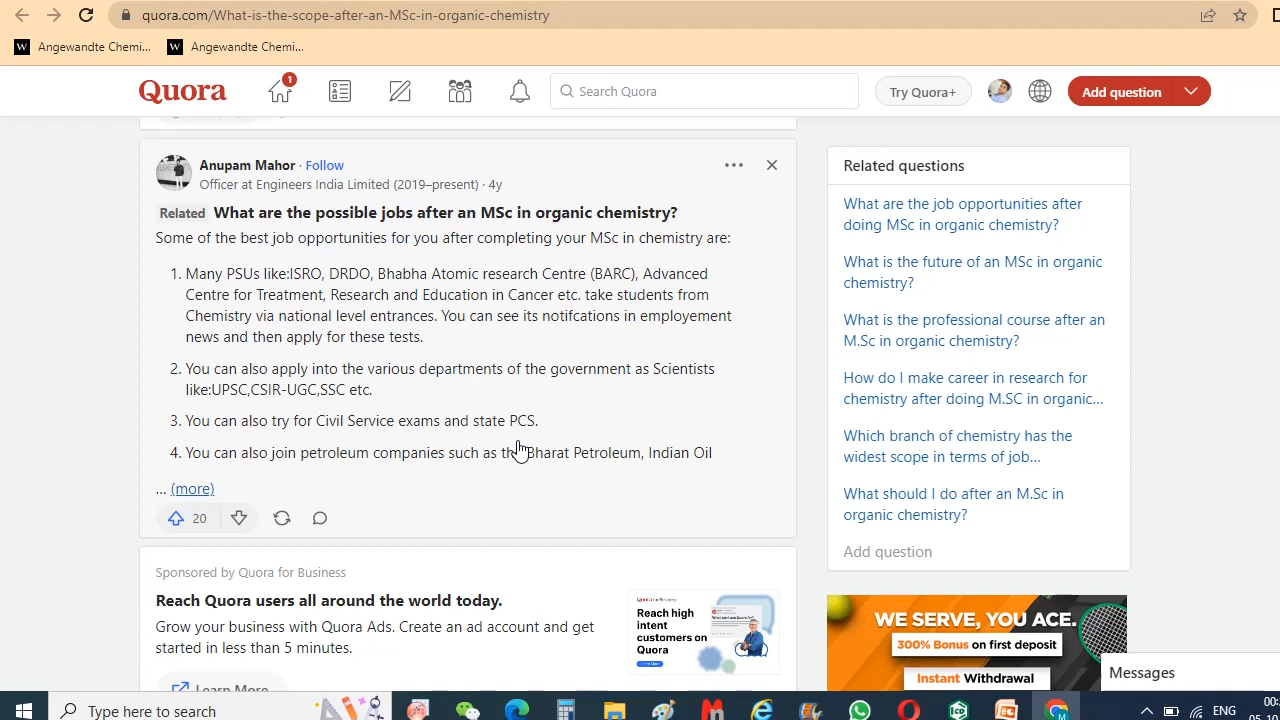 quora.com/What-is-the-scope-after-an-MSc-in-organic-chemistry
W Angewandte Chemi... W Angewandte Chemi...
Quora 1 Search Quora Try Quora+ Add question
Anupam Mahor · Follow
Officer at Engineers India Limited (2019–present) · 4y
Related What are the possible jobs after an MSc in organic chemistry?
Some of the best job opportunities for you after completing your MSc in chemistry are:
1. Many PSUs like:ISRO, DRDO, Bhabha Atomic research Centre (BARC), Advanced
Centre for Treatment, Research and Education in Cancer etc. take students from
Chemistry via national level entrances. You can see its notifcations in employement
news and then apply for these tests.
2. You can also apply into the various departments of the government as Scientists
like:UPSC,CSIR-UGC,SSC etc.
3. You can also try for Civil Service exams and state PCS.
4. You can also join petroleum companies such as Bharat Petroleum, Indian Oil
... (more)
20
Sponsored by Quora for Business
Reach Quora users all around the world today.
Grow your business with Quora Ads. Create an ad account and get
started in less than 5 minutes.
Learn More
Quora for Business
Reach high
intent
customers on
Quora
Learn More
Related questions
What are the job opportunities after
doing MSc in organic chemistry?
What is the future of an MSc in organic
chemistry?
What is the professional course after an
M.Sc in organic chemistry?
How do I make career in research for
chemistry after doing M.SC in organic...
Which branch of chemistry has the
widest scope in terms of job...
What should I do after an M.Sc in
organic chemistry?
Add question
WE SERVE, YOU ACE.
300% Bonus on first deposit
Instant Withdrawal
Messages
Type here to search
ENG